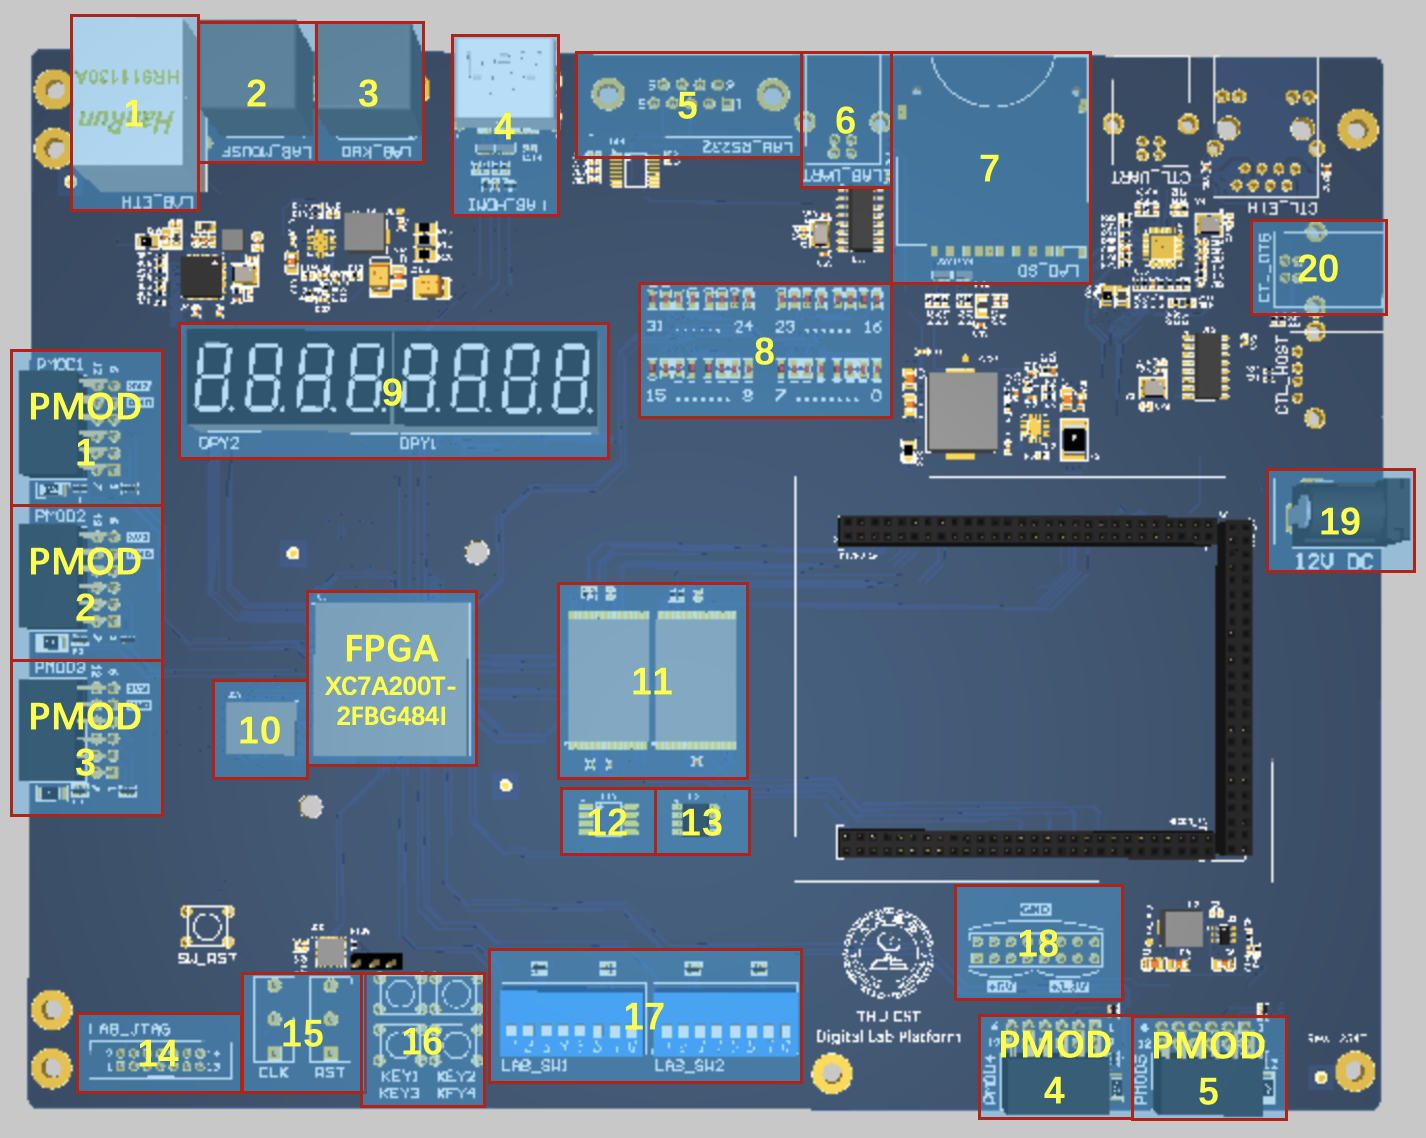 HR911130A
HanRun
1
LAB_ETH
2
LAB_MOUSE
3
LAB_KBD
4
LAB_HDMI
5
LAB_RS232
6
LAB_UART
7
LAB_SD
CTL_UART
CTL_ETH
20
CTL_HOST
31 ...... 24 23 ...... 16
8
15 ....... 8 7 ........ 0
9
DPY2 DPY1
PMOD1
PMOD
1
PMOD2
PMOD
2
PMOD3
PMOD
3
19
12V DC
FPGA
XC7A200T-
2FBG484I
10
11
12
13
SW_RST
LAB_JTAG
14
15
CLK RST
16
KEY1 KEY2
KEY3 KEY4
17
LAB_SW1 LAB_SW2
THU CST
Digital Lab Platform
GND
18
+5V +3.3V
PMOD4
PMOD
4
PMOD5
PMOD
5